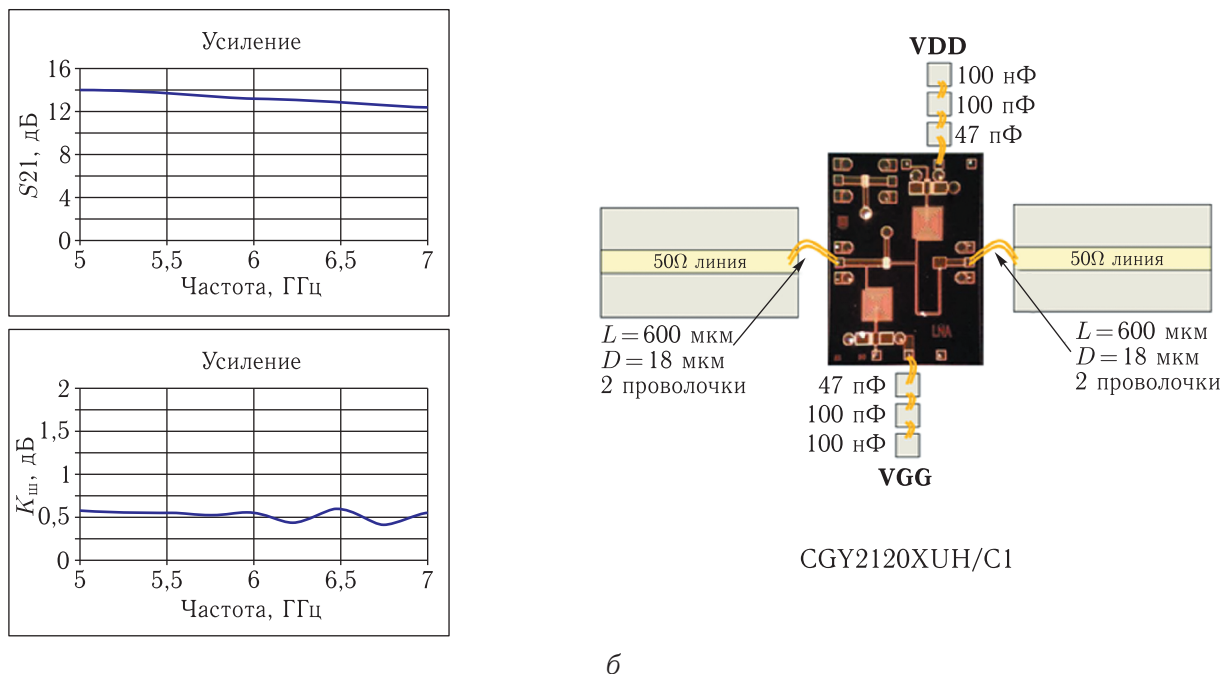 Усиление
16
12
8
4
0
S21, дБ
5 5,5 6 6,5 7
Частота, ГГц
Усиление
2
1,5
1
0,5
0
Kш, дБ
5 5,5 6 6,5 7
Частота, ГГц
VDD
100 нФ
100 пФ
47 пФ
50Ω линия
50Ω линия
L=600 мкм
D=18 мкм
2 проволочки
L=600 мкм
D=18 мкм
2 проволочки
LNA
47 пФ
100 пФ
100 нФ
VGG
CGY2120XUH/C1
б